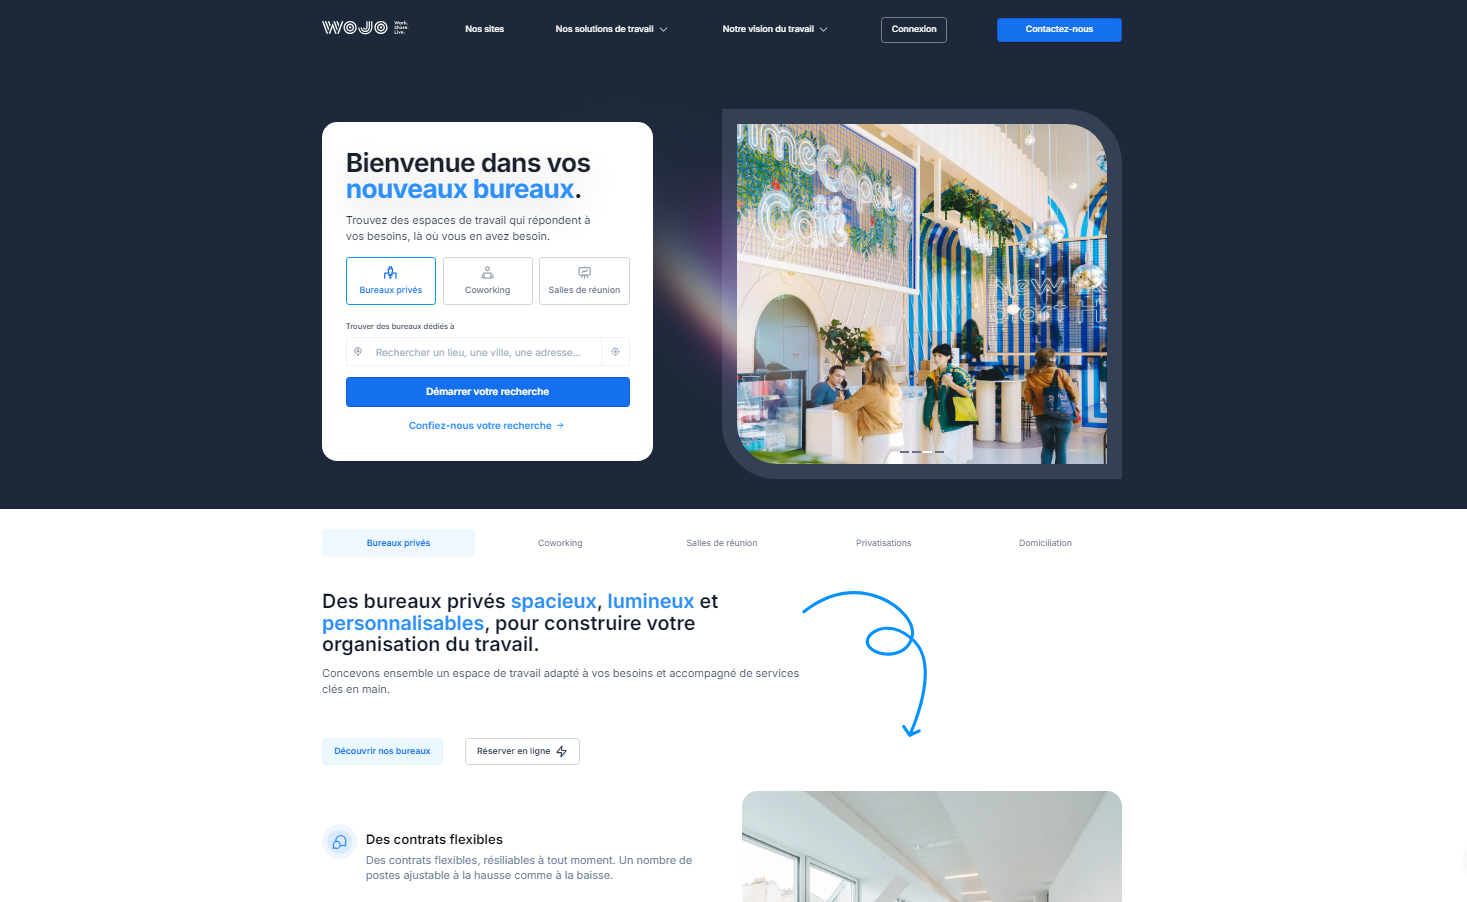 WOJO
Work.
Share.
Live.
Nos sites
Nos solutions de travail
Notre vision du travail
Connexion
Contactez-nous
Bienvenue dans vos
nouveaux bureaux.
Trouvez des espaces de travail qui répondent à
vos besoins, là où vous en avez besoin.
Bureaux privés
Coworking
Salles de réunion
Trouver des bureaux dédiés à
Rechercher un lieu, une ville, une adresse...
Démarrer votre recherche
Confiez-nous votre recherche →
Time Capsule
Café
New
Start
Bureaux privés
Coworking
Salles de réunion
Privatisations
Domiciliation
Des bureaux privés spacieux, lumineux et
personnalisables, pour construire votre
organisation du travail.
Concevons ensemble un espace de travail adapté à vos besoins et accompagné de services
clés en main.
Découvrir nos bureaux
Réserver en ligne
Des contrats flexibles
Des contrats flexibles, résiliables à tout moment. Un nombre de
postes ajustable à la hausse comme à la baisse.